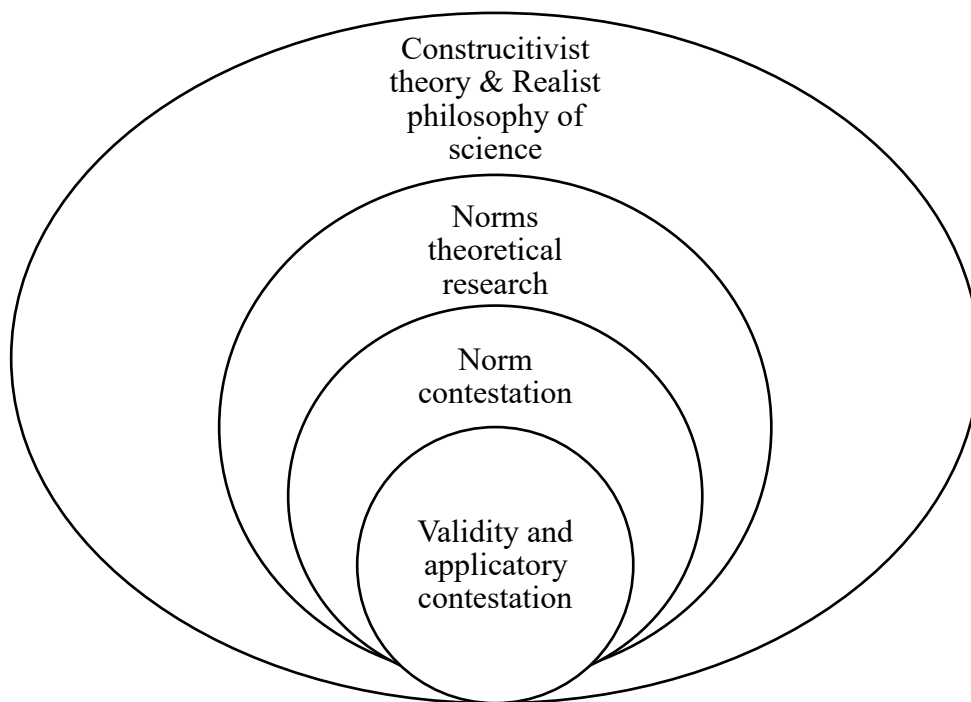 Construcitivist
theory & Realist
philosophy of
science
Norms
theoretical
research
Norm
contestation
Validity and
applicatory
contestation